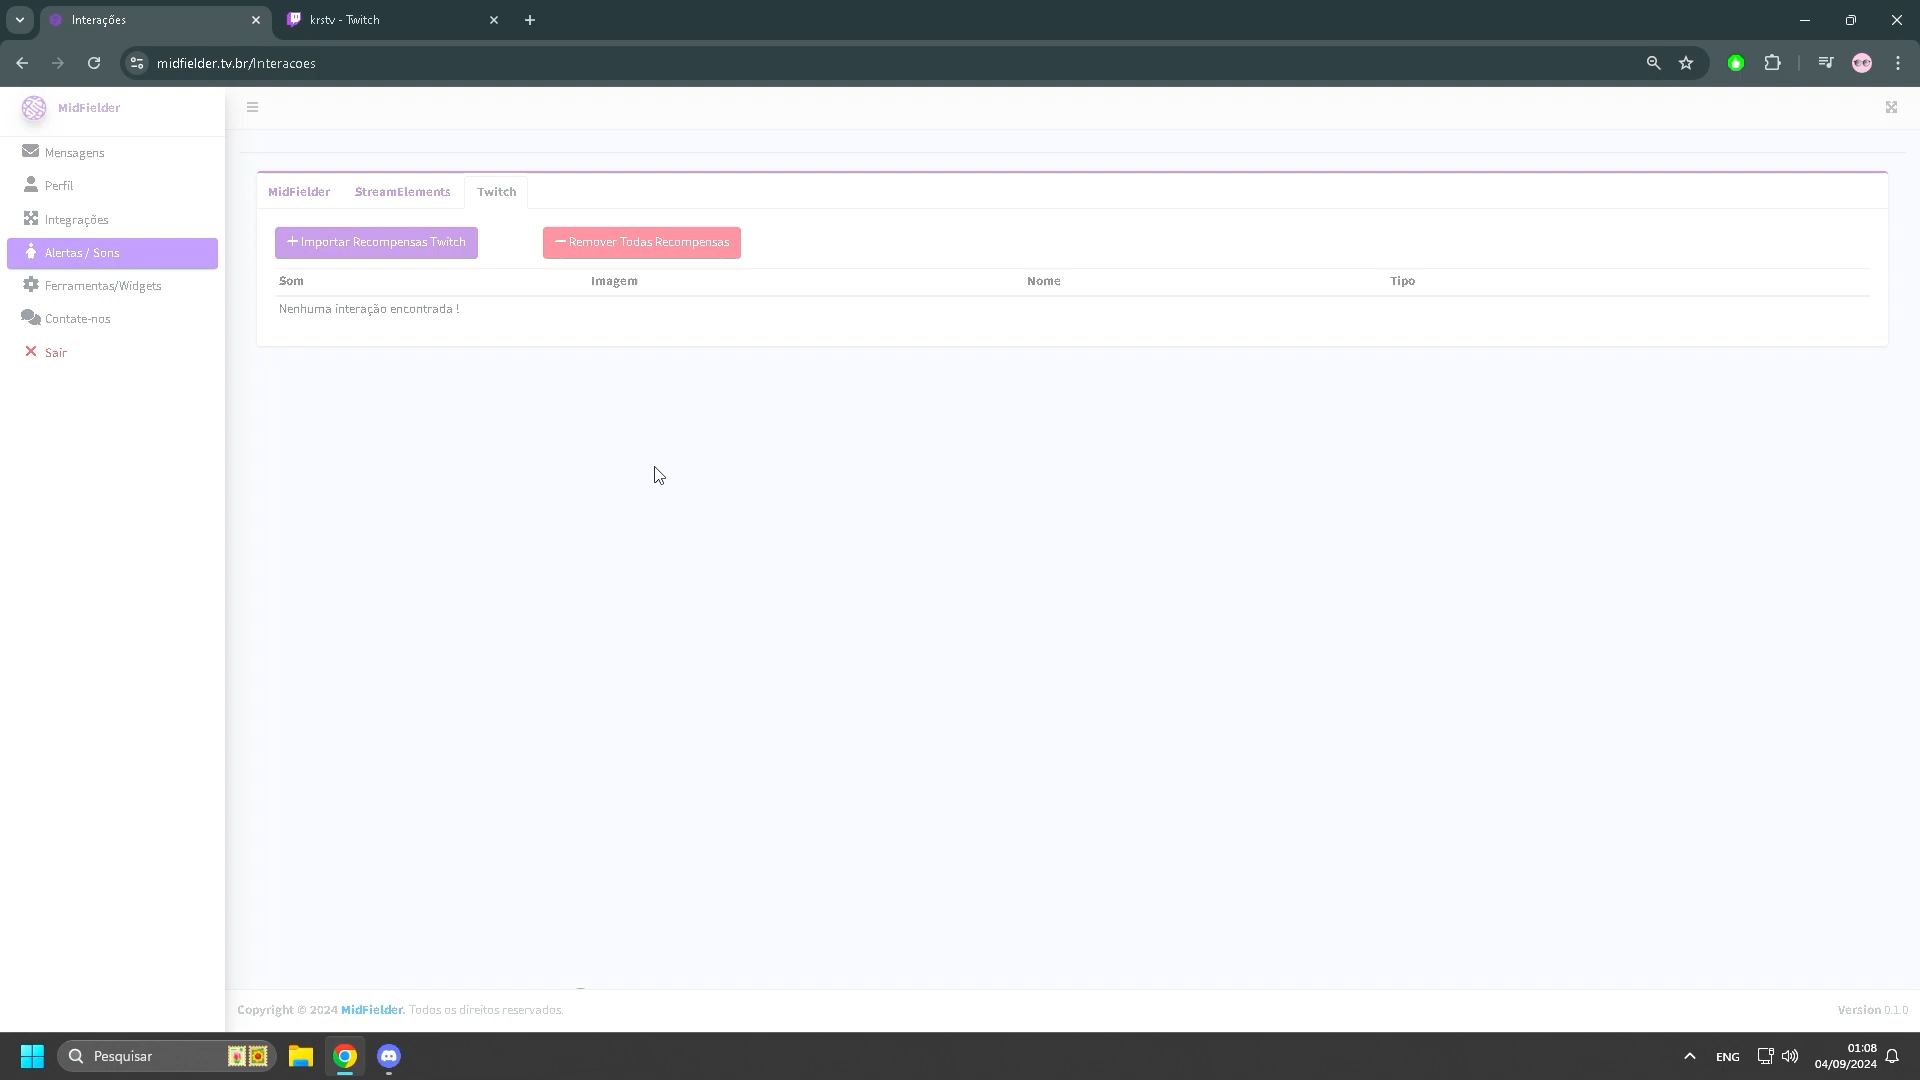 Interações
krstv - Twitch
midfielder.tv.br/Interacoes
MidFielder
Mensagens
Perfil
Integrações
Alertas / Sons
Ferramentas/Widgets
Contate-nos
Sair
MidFielder StreamElements Twitch
Importar Recompensas Twitch Remover Todas Recompensas
Som Imagem Nome Tipo
Nenhuma interação encontrada !
Copyright © 2024 MidFielder. Todos os direitos reservados.
Version 0.1.0
Pesquisar
ENG
01:08
04/09/2024